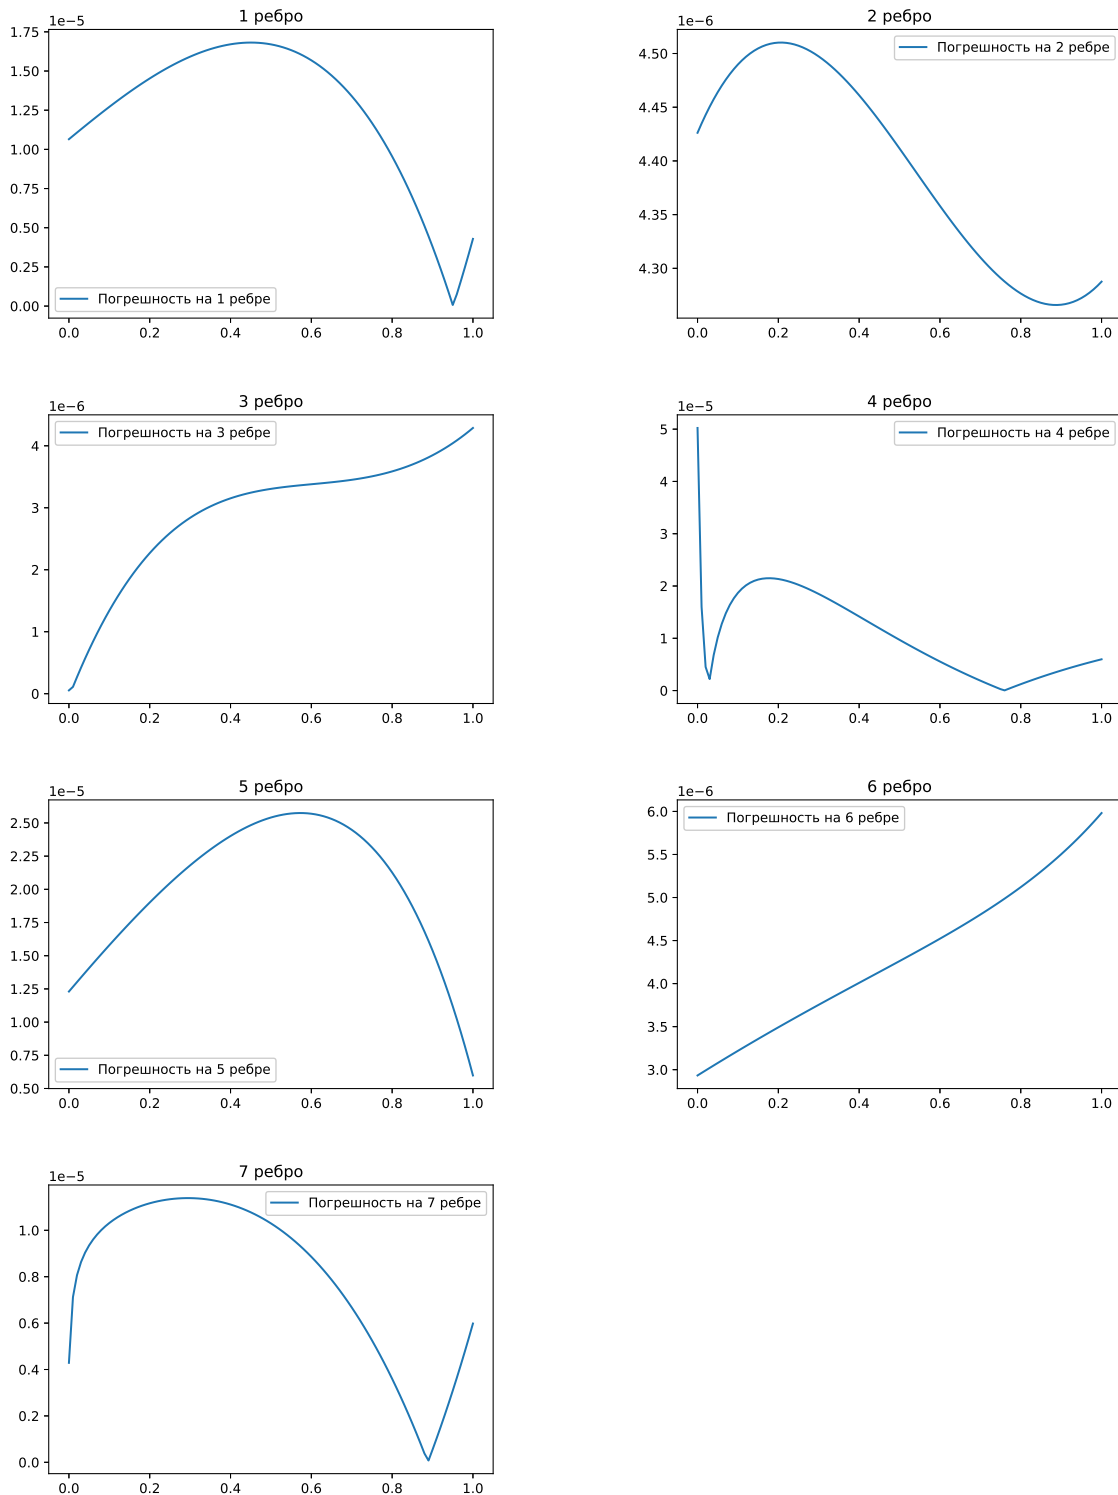 1 ребро
1e−5
1.75
1.50
1.25
1.00
0.75
0.50
0.25
0.00
Погрешность на 1 ребре
0.0 0.2 0.4 0.6 0.8 1.0
2 ребро
1e−6
Погрешность на 2 ребре
4.50
4.45
4.40
4.35
4.30
0.0 0.2 0.4 0.6 0.8 1.0
3 ребро
1e−6
Погрешность на 3 ребре
4
3
2
1
0
0.0 0.2 0.4 0.6 0.8 1.0
4 ребро
1e−5
Погрешность на 4 ребре
5
4
3
2
1
0
0.0 0.2 0.4 0.6 0.8 1.0
5 ребро
1e−5
2.50
2.25
2.00
1.75
1.50
1.25
1.00
0.75
0.50
Погрешность на 5 ребре
0.0 0.2 0.4 0.6 0.8 1.0
6 ребро
1e−6
Погрешность на 6 ребре
6.0
5.5
5.0
4.5
4.0
3.5
3.0
0.0 0.2 0.4 0.6 0.8 1.0
7 ребро
1e−5
Погрешность на 7 ребре
1.0
0.8
0.6
0.4
0.2
0.0
0.0 0.2 0.4 0.6 0.8 1.0